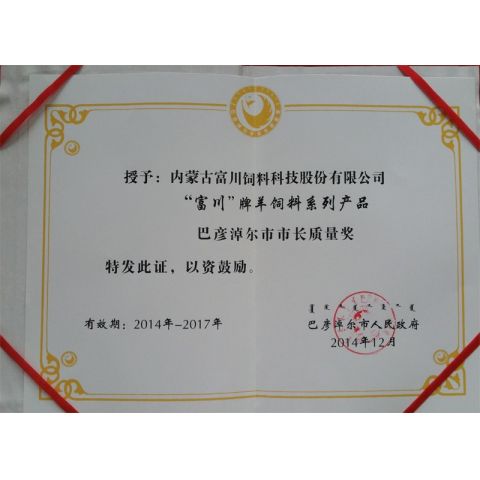 授予：内蒙古富川饲料科技股份有限公司
“富川”牌羊饲料系列产品
巴彦淖尔市市长质量奖
特发此证，以资鼓励。
有效期：2014年-2017年
巴彦淖尔市人民政府
2014年12月